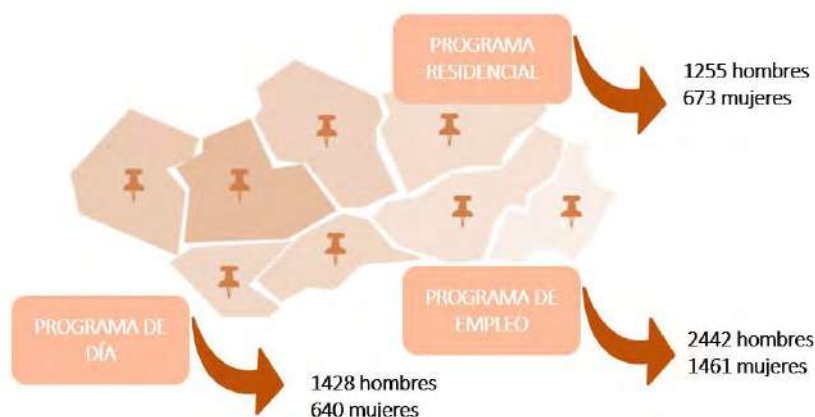 PROGRAMA
RESIDENCIAL
1255 hombres
673 mujeres
PROGRAMA DE
EMPLEO
2442 hombres
1461 mujeres
PROGRAMA DE
DÍA
1428 hombres
640 mujeres